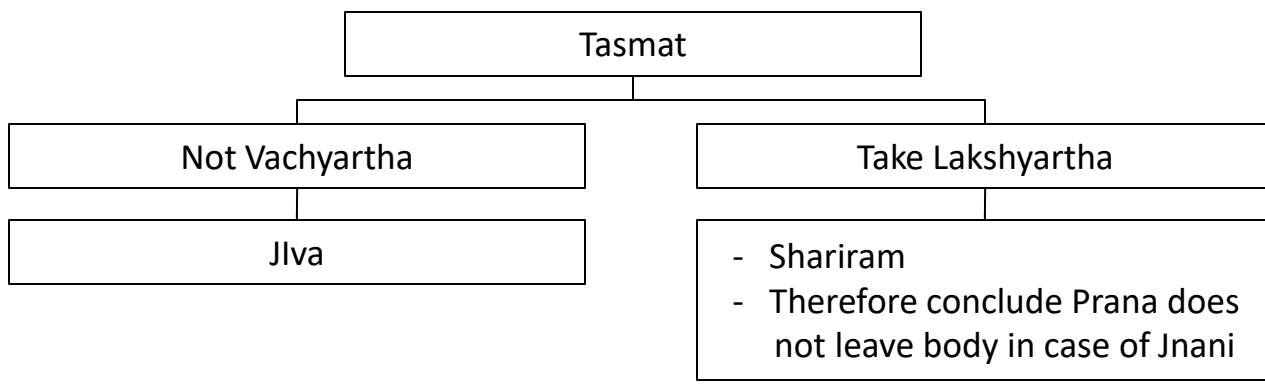 Tasmat
Not Vachyartha
Take Lakshyartha
JIva
- Shariram
- Therefore conclude Prana does
not leave body in case of Jnani